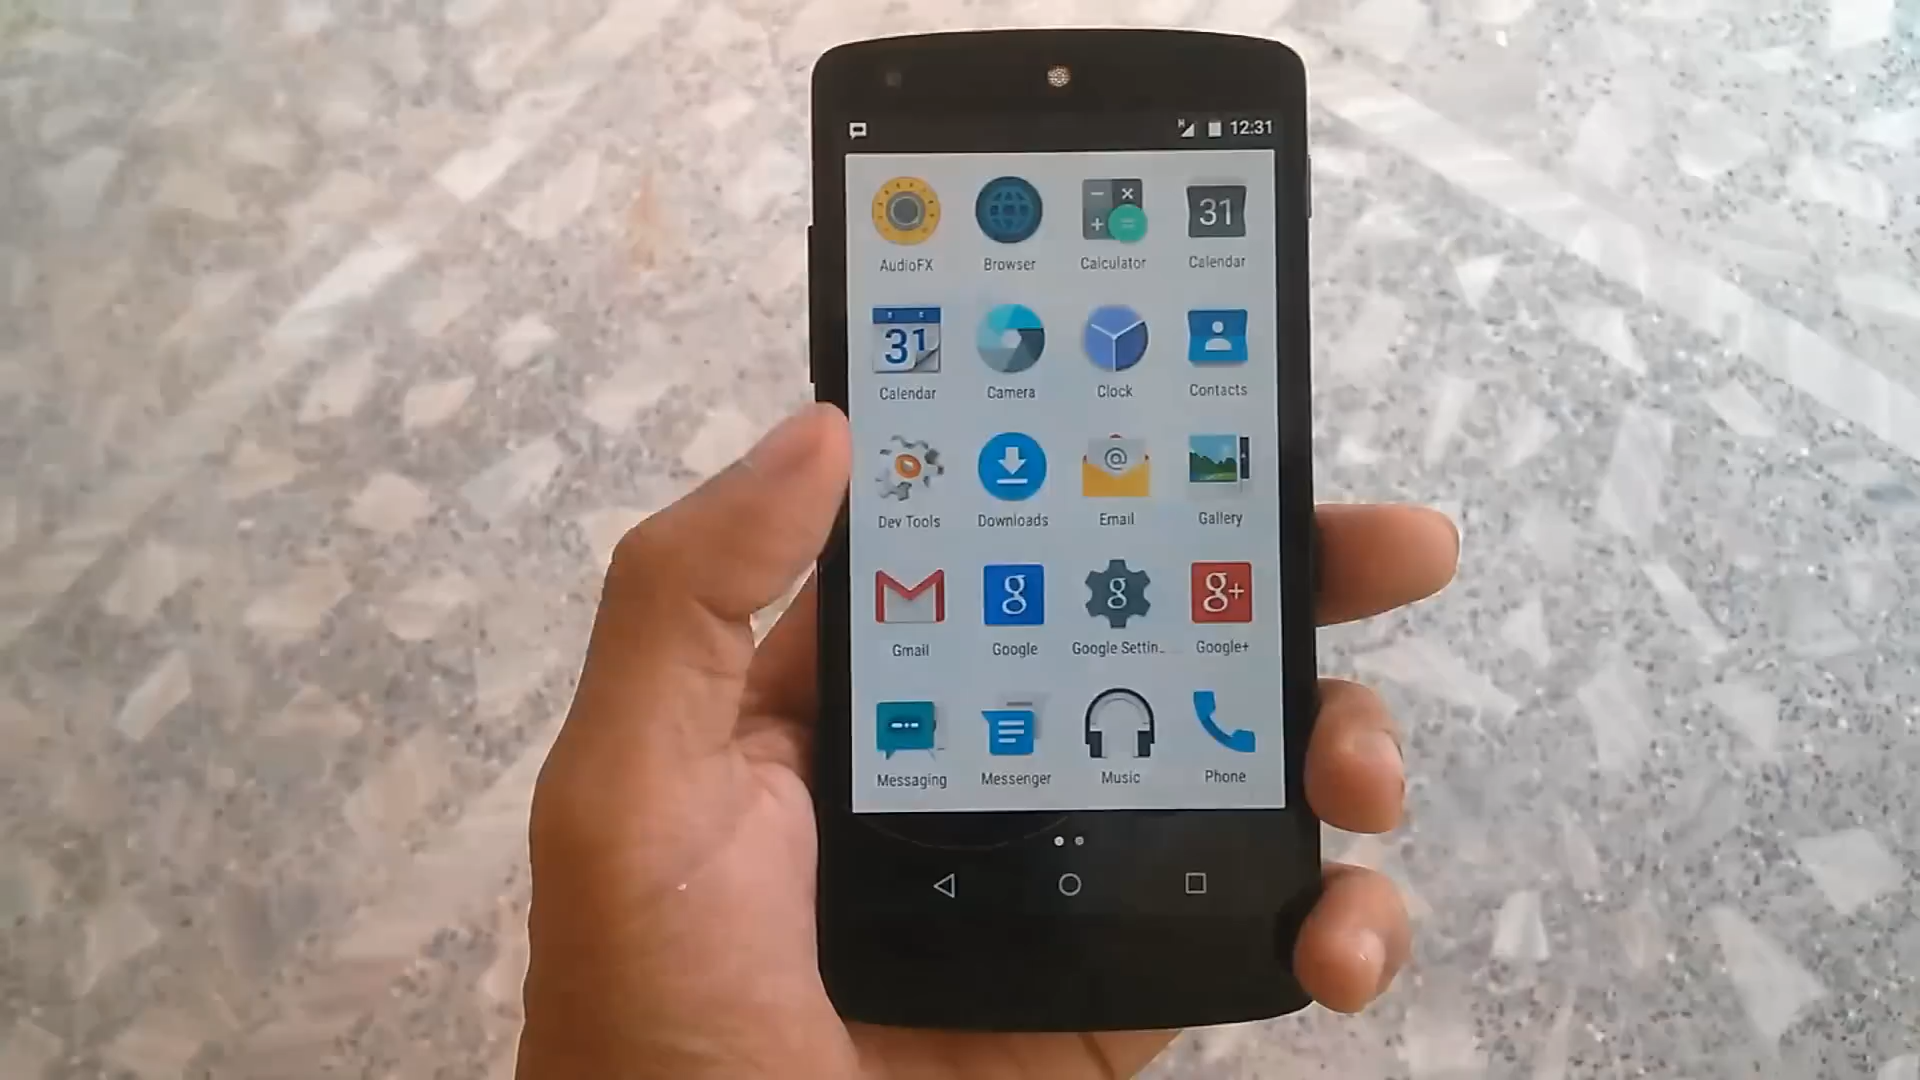 H 12:31
31
AudioFX Browser Calculator Calendar
31
Calendar Camera Clock Contacts
@
Dev Tools Downloads Email Gallery
g g g+
Gmail Google Google Settin… Google+
Messaging Messenger Music Phone